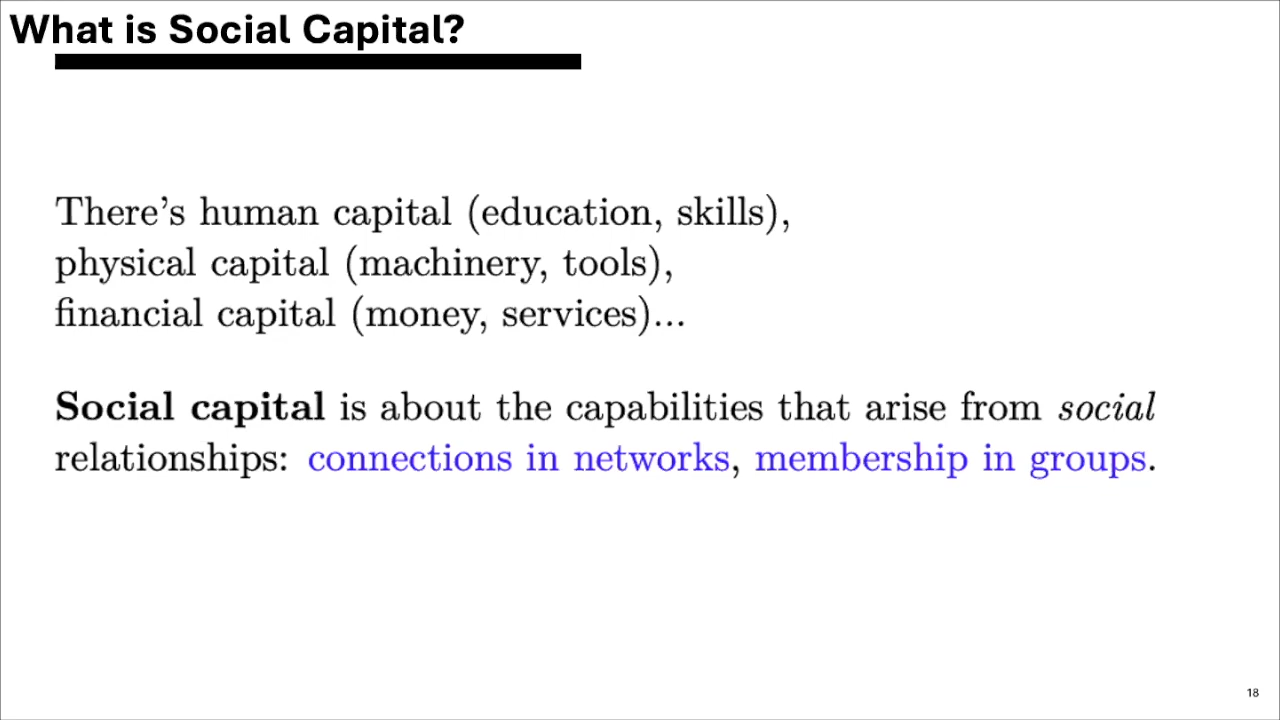 What is Social Capital?
There's human capital (education, skills),
physical capital (machinery, tools),
financial capital (money, services)...
Social capital is about the capabilities that arise from social
relationships: connections in networks, membership in groups.
18